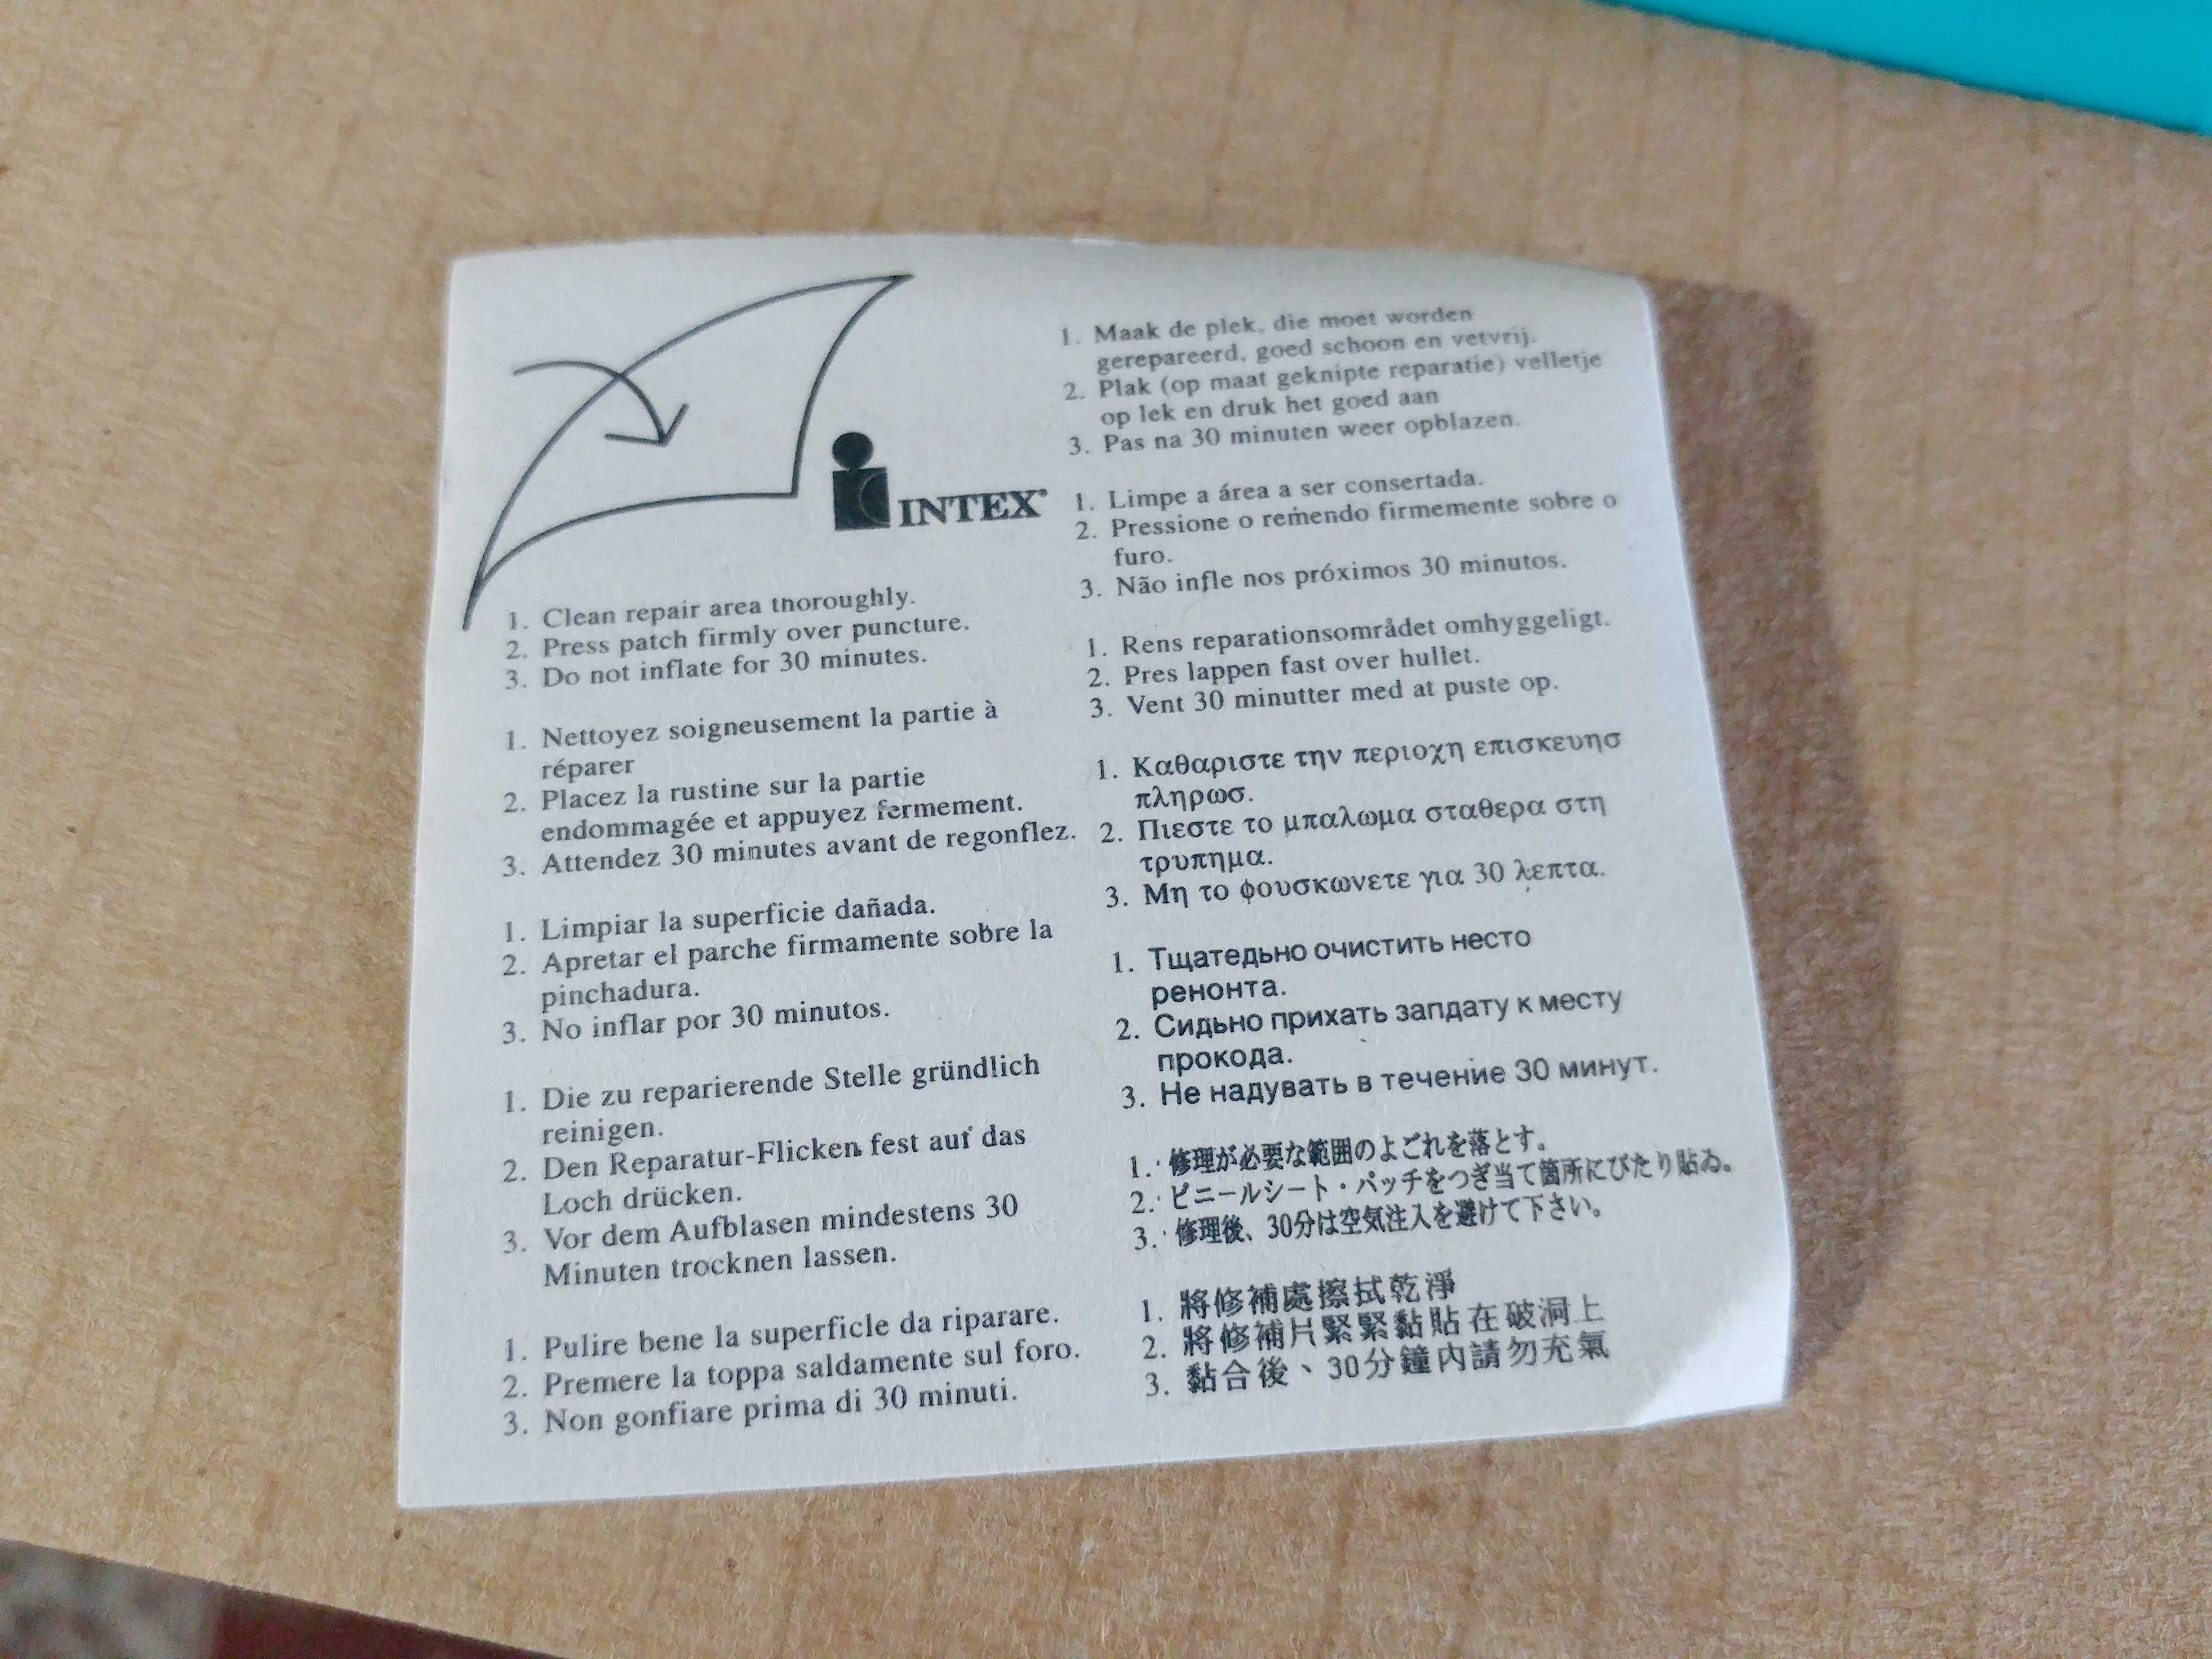 INTEX®
1. Clean repair area thoroughly.
2. Press patch firmly over puncture.
3. Do not inflate for 30 minutes.
1. Nettoyez soigneusement la partie à
réparer
2. Placez la rustine sur la partie
endommagée et appuyez fermement.
3. Attendez 30 minutes avant de regonflez.
1. Limpiar la superficie dañada.
2. Apretar el parche firmamente sobre la
pinchadura.
3. No inflar por 30 minutos.
1. Die zu reparierende Stelle gründlich
reinigen.
2. Den Reparatur-Flicken fest auf das
Loch drücken.
3. Vor dem Aufblasen mindestens 30
Minuten trocknen lassen.
1. Pulire bene la superficle da riparare.
2. Premere la toppa saldamente sul foro.
3. Non gonfiare prima di 30 minuti.
1. Maak de plek, die moet worden
gerepareerd, goed schoon en vetvrij.
2. Plak (op maat geknipte reparatie) velletje
op lek en druk het goed aan
3. Pas na 30 minuten weer opblazen.
1. Limpe a área a ser consertada.
2. Pressione o remendo firmemente sobre o
furo.
3. Não infle nos próximos 30 minutos.
1. Rens reparationsområdet omhyggeligt.
2. Pres lappen fast over hullet.
3. Vent 30 minutter med at puste op.
1. Καθαριστε την περιοχη επισκευησ
πληρωσ.
2. Πιεστε το μπαλωμα σταθερα στη
τρυπημα.
3. Μη το φουσκωνετε για 30 λεπτα.
1. Тщатедьно очистить несто
ренонта.
2. Сидьно прихать запдату к месту
прокода.
3. Не надувать в течение 30 минут.
1. 修理が必要な範囲のよごれを落とす。
2. ビニールシート・パッチをつぎ当て箇所にぴたり貼る。
3. 修理後、30分は空気注入を避けて下さい。
1. 將修補處擦拭乾淨
2. 將修補片緊緊黏貼在破洞上
3. 黏合後、30分鐘內請勿充氣